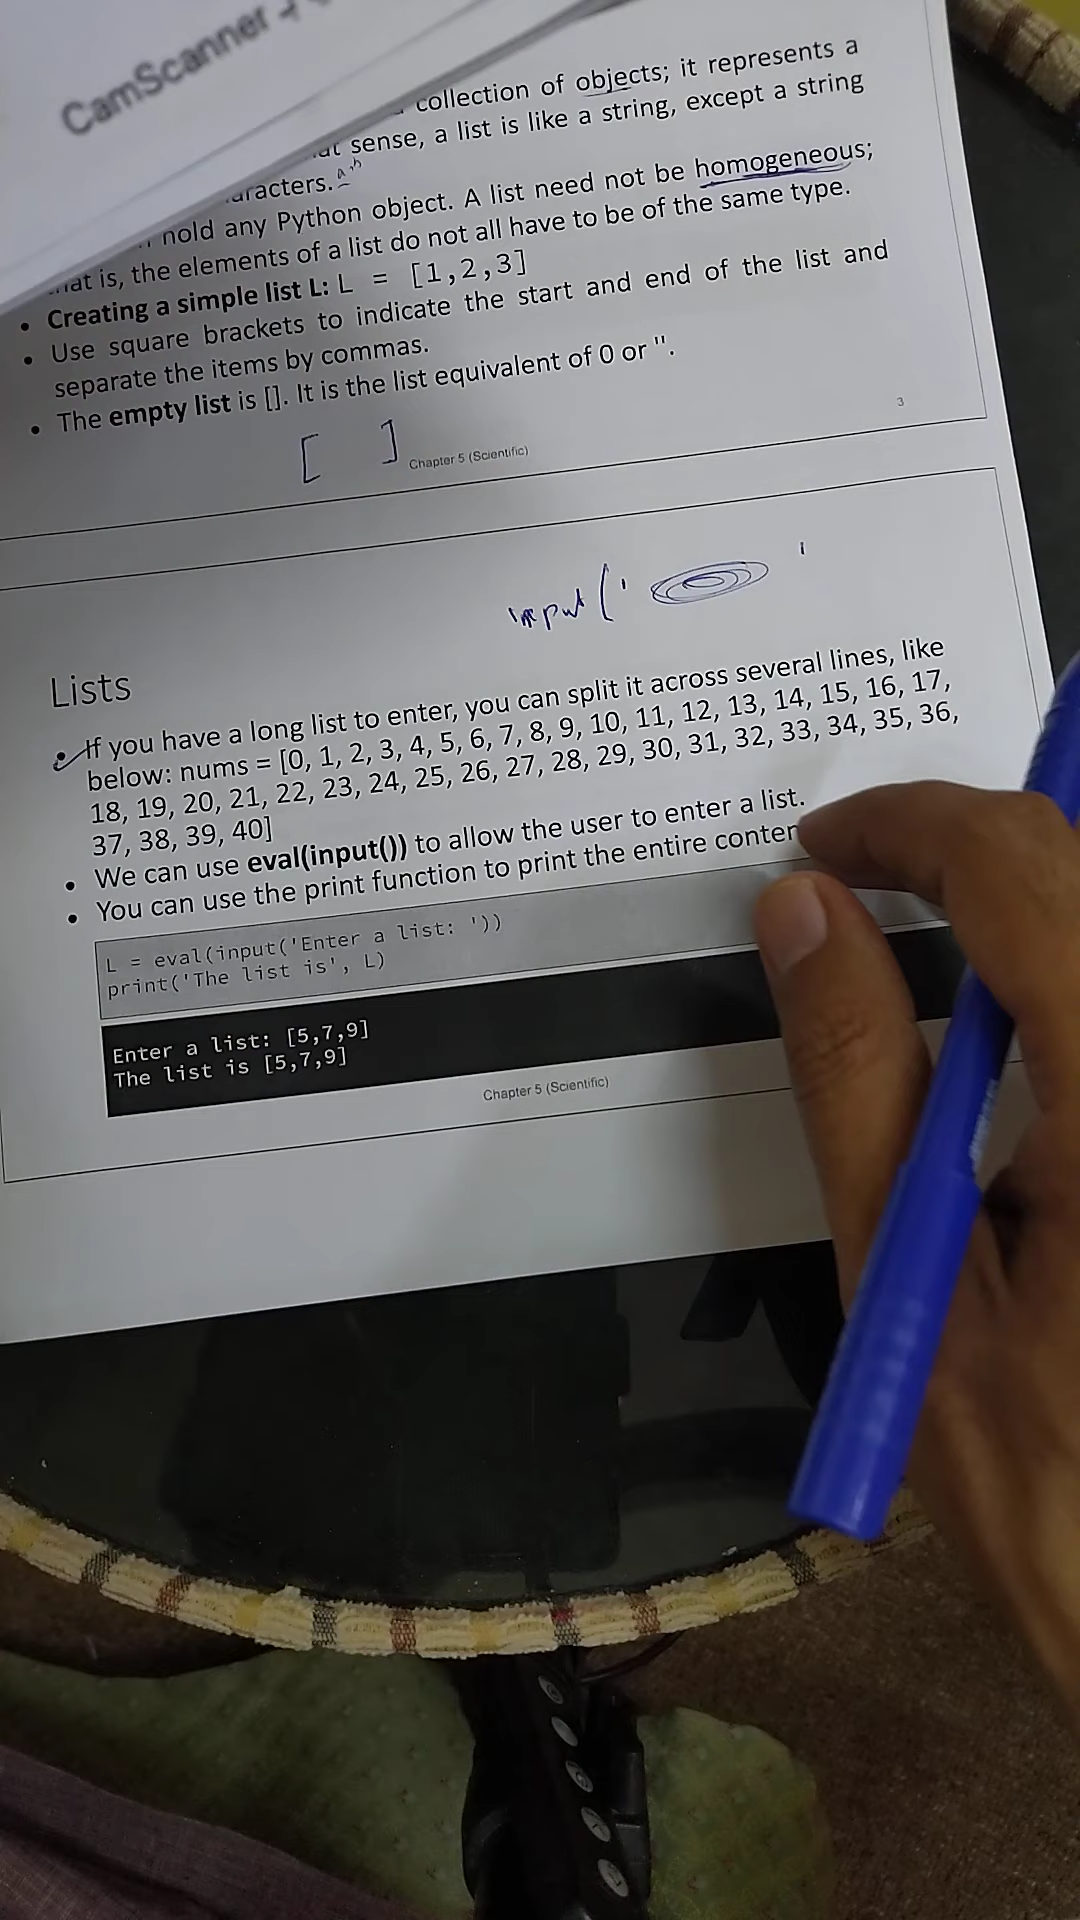 CamScanner
collection of objects; it represents a
sense, a list is like a string, except a string
hold any Python object. A list need not be homogeneous;
is, the elements of a list do not all have to be of the same type.
• Creating a simple list L: L = [1,2,3]
• Use square brackets to indicate the start and end of the list and
separate the items by commas.
• The empty list is []. It is the list equivalent of 0 or ''.
[ ]
Chapter 5 (Scientific)
3
input('         '
Lists
• If you have a long list to enter, you can split it across several lines, like
below: nums = [0, 1, 2, 3, 4, 5, 6, 7, 8, 9, 10, 11, 12, 13, 14, 15, 16, 17,
18, 19, 20, 21, 22, 23, 24, 25, 26, 27, 28, 29, 30, 31, 32, 33, 34, 35, 36,
37, 38, 39, 40]
• We can use eval(input()) to allow the user to enter a list.
• You can use the print function to print the entire
L = eval(input('Enter a list: '))
print('The list is', L)
Enter a list: [5,7,9]
The list is [5,7,9]
Chapter 5 (Scientific)